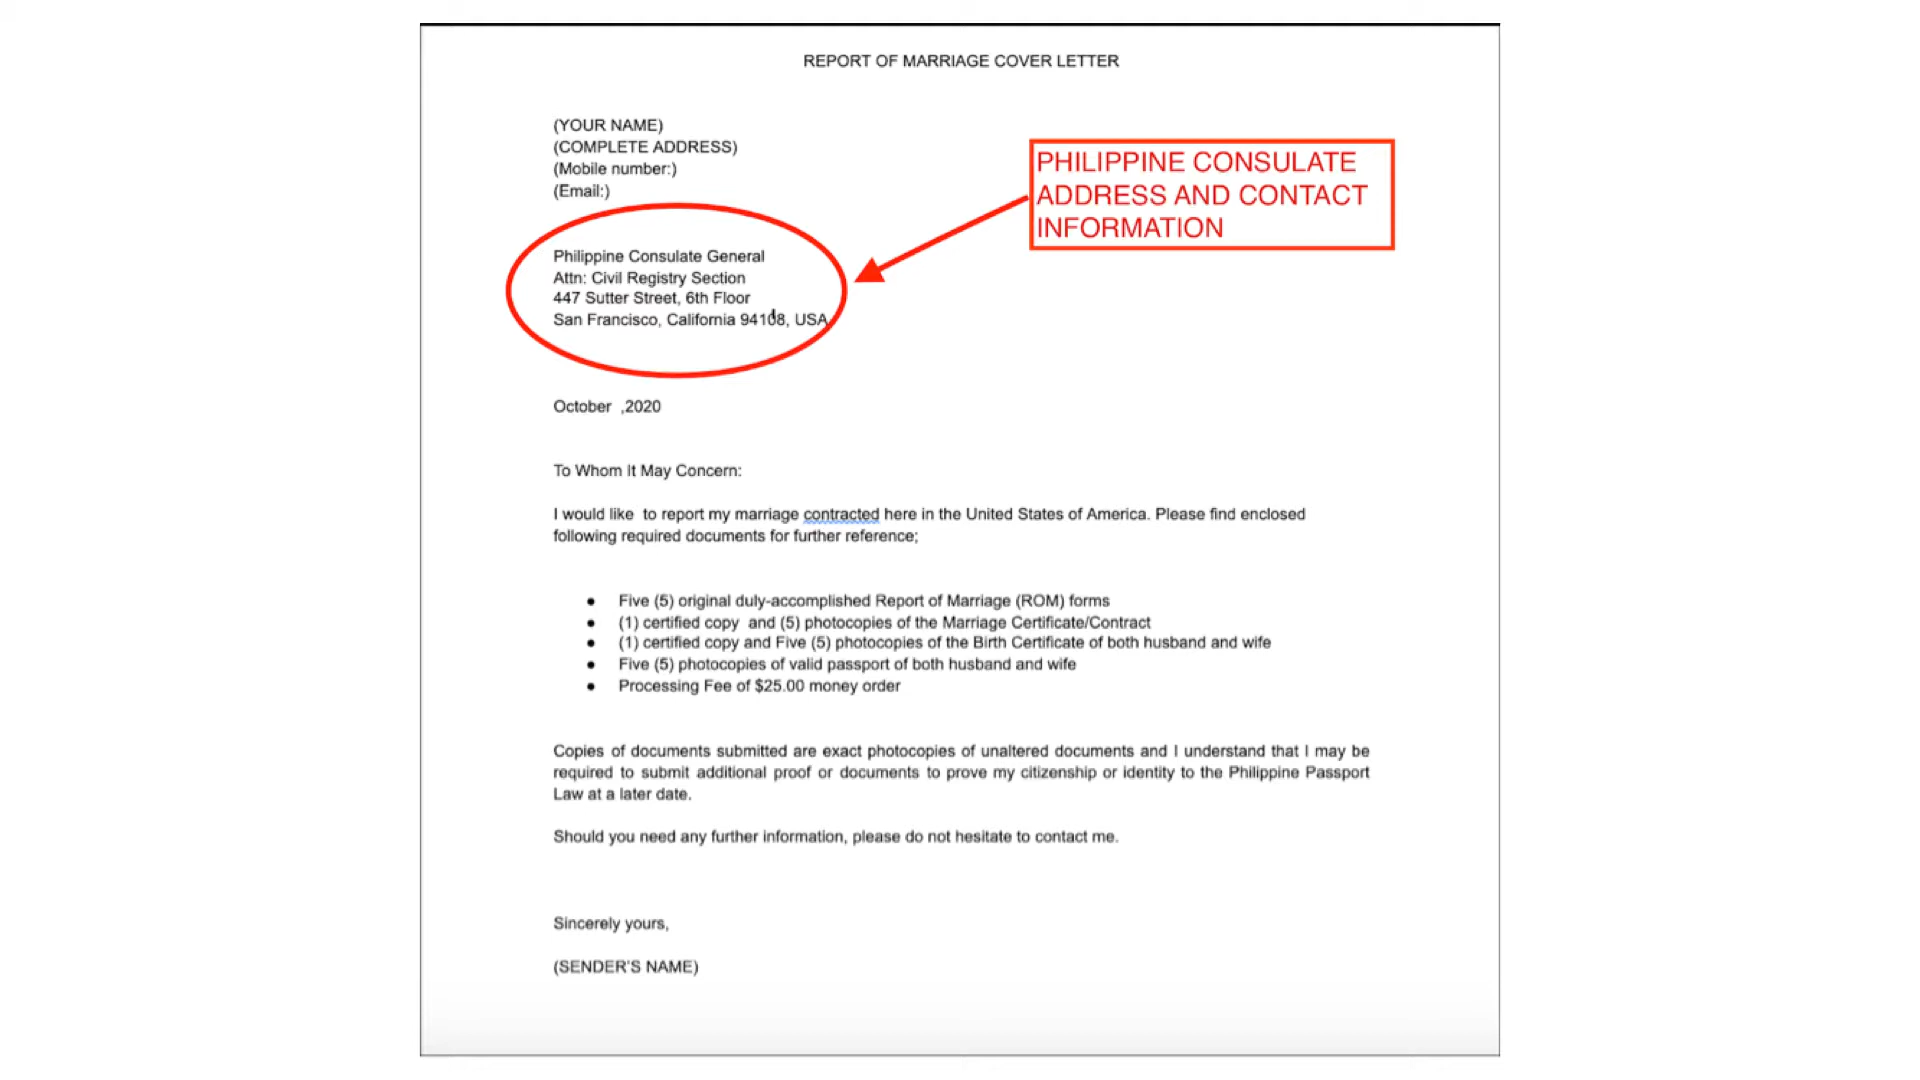 REPORT OF MARRIAGE COVER LETTER
(YOUR NAME)
(COMPLETE ADDRESS)
(Mobile number:)
(Email:)
PHILIPPINE CONSULATE
ADDRESS AND CONTACT
INFORMATION
Philippine Consulate General
Attn: Civil Registry Section
447 Sutter Street, 6th Floor
San Francisco, California 94108, USA
October  ,2020
To Whom It May Concern:
I would like  to report my marriage contracted here in the United States of America. Please find enclosed
following required documents for further reference;
● Five (5) original duly-accomplished Report of Marriage (ROM) forms
● (1) certified copy  and (5) photocopies of the Marriage Certificate/Contract
● (1) certified copy and Five (5) photocopies of the Birth Certificate of both husband and wife
● Five (5) photocopies of valid passport of both husband and wife
● Processing Fee of $25.00 money order
Copies of documents submitted are exact photocopies of unaltered documents and I understand that I may be
required to submit additional proof or documents to prove my citizenship or identity to the Philippine Passport
Law at a later date.
Should you need any further information, please do not hesitate to contact me.
Sincerely yours,
(SENDER'S NAME)